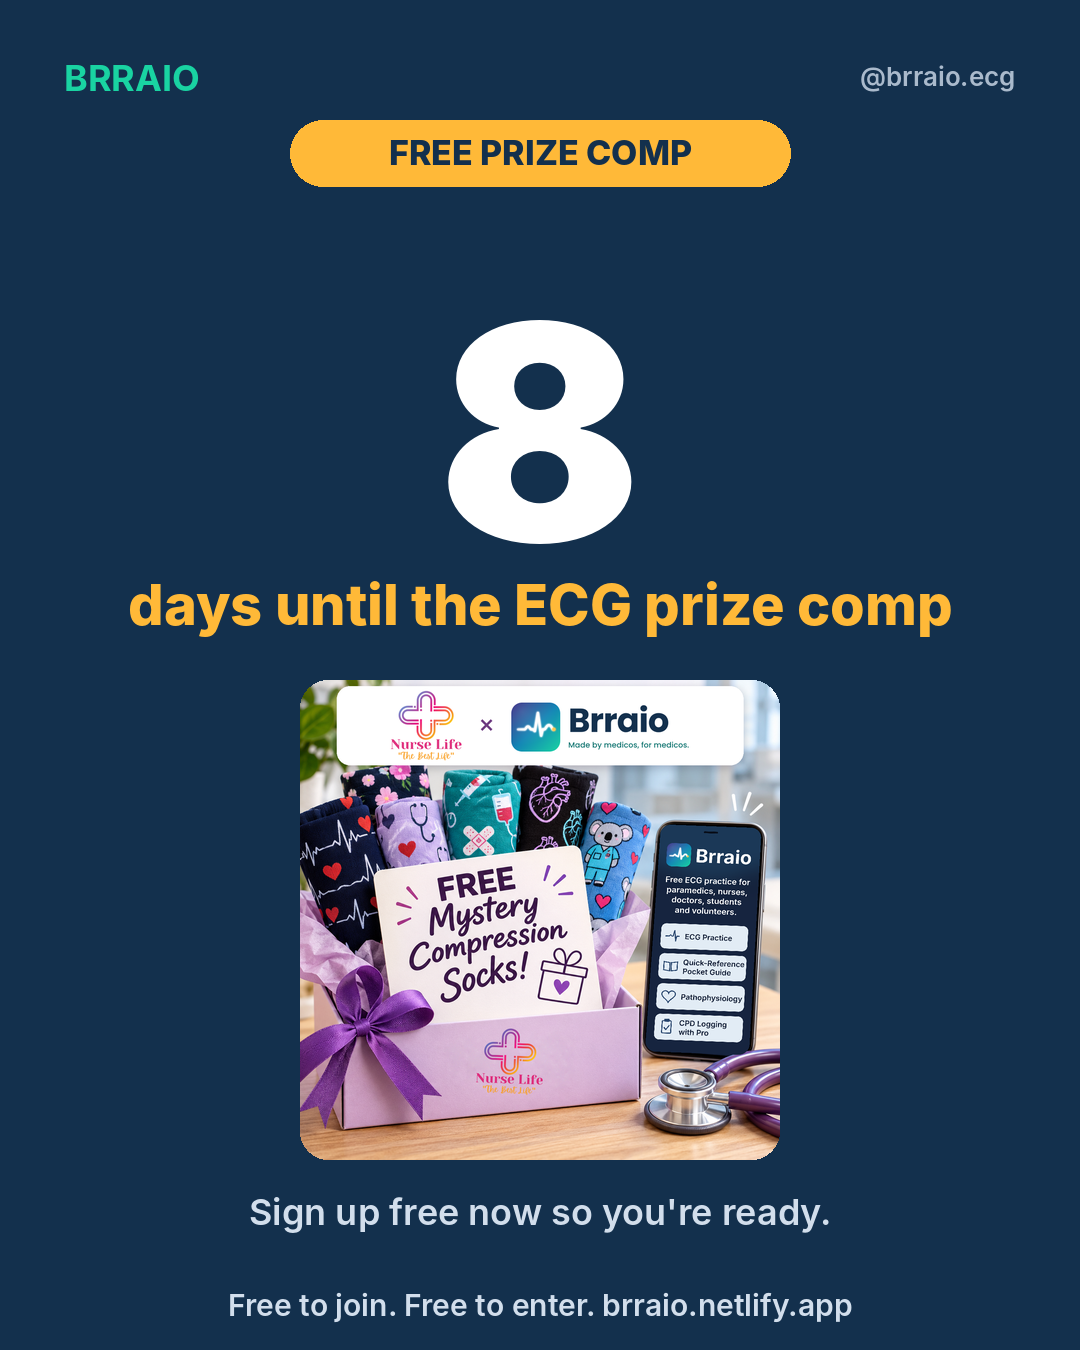 BRRAIO
@brraio.ecg
FREE PRIZE COMP
8
days until the ECG prize comp
Nurse Life
"The Best Life"
×
Brraio
Made by medicos, for medicos.
FREE
Mystery
Compression
Socks!
Nurse Life
"The Best Life"
Brraio
Free ECG practice for
paramedics, nurses,
doctors, students
and volunteers.
ECG Practice
Quick-Reference
Pocket Guide
Pathophysiology
CPD Logging
with Pro
Sign up free now so you're ready.
Free to join. Free to enter. brraio.netlify.app